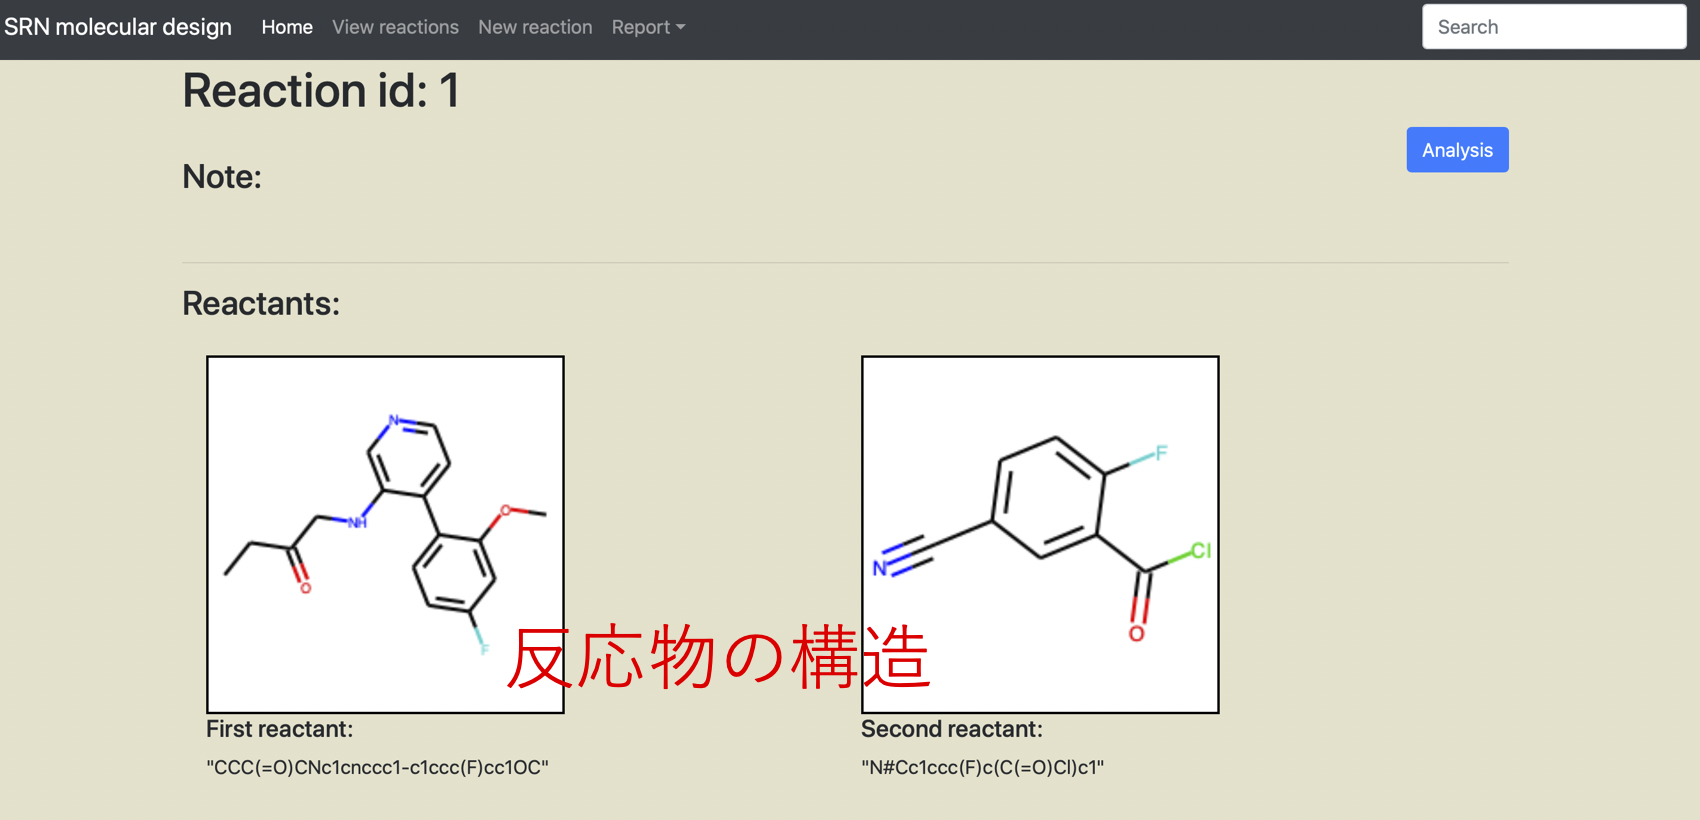 SRN molecular design Home View reactions New reaction Report Search
Reaction id: 1
Analysis
Note:
Reactants:
N
NH
O
O
F
F
N
Cl
O
反応物の構造
First reactant:
Second reactant:
"CCC(=O)CNc1cnccc1-c1ccc(F)cc1OC"
"N#Cc1ccc(F)c(C(=O)Cl)c1"